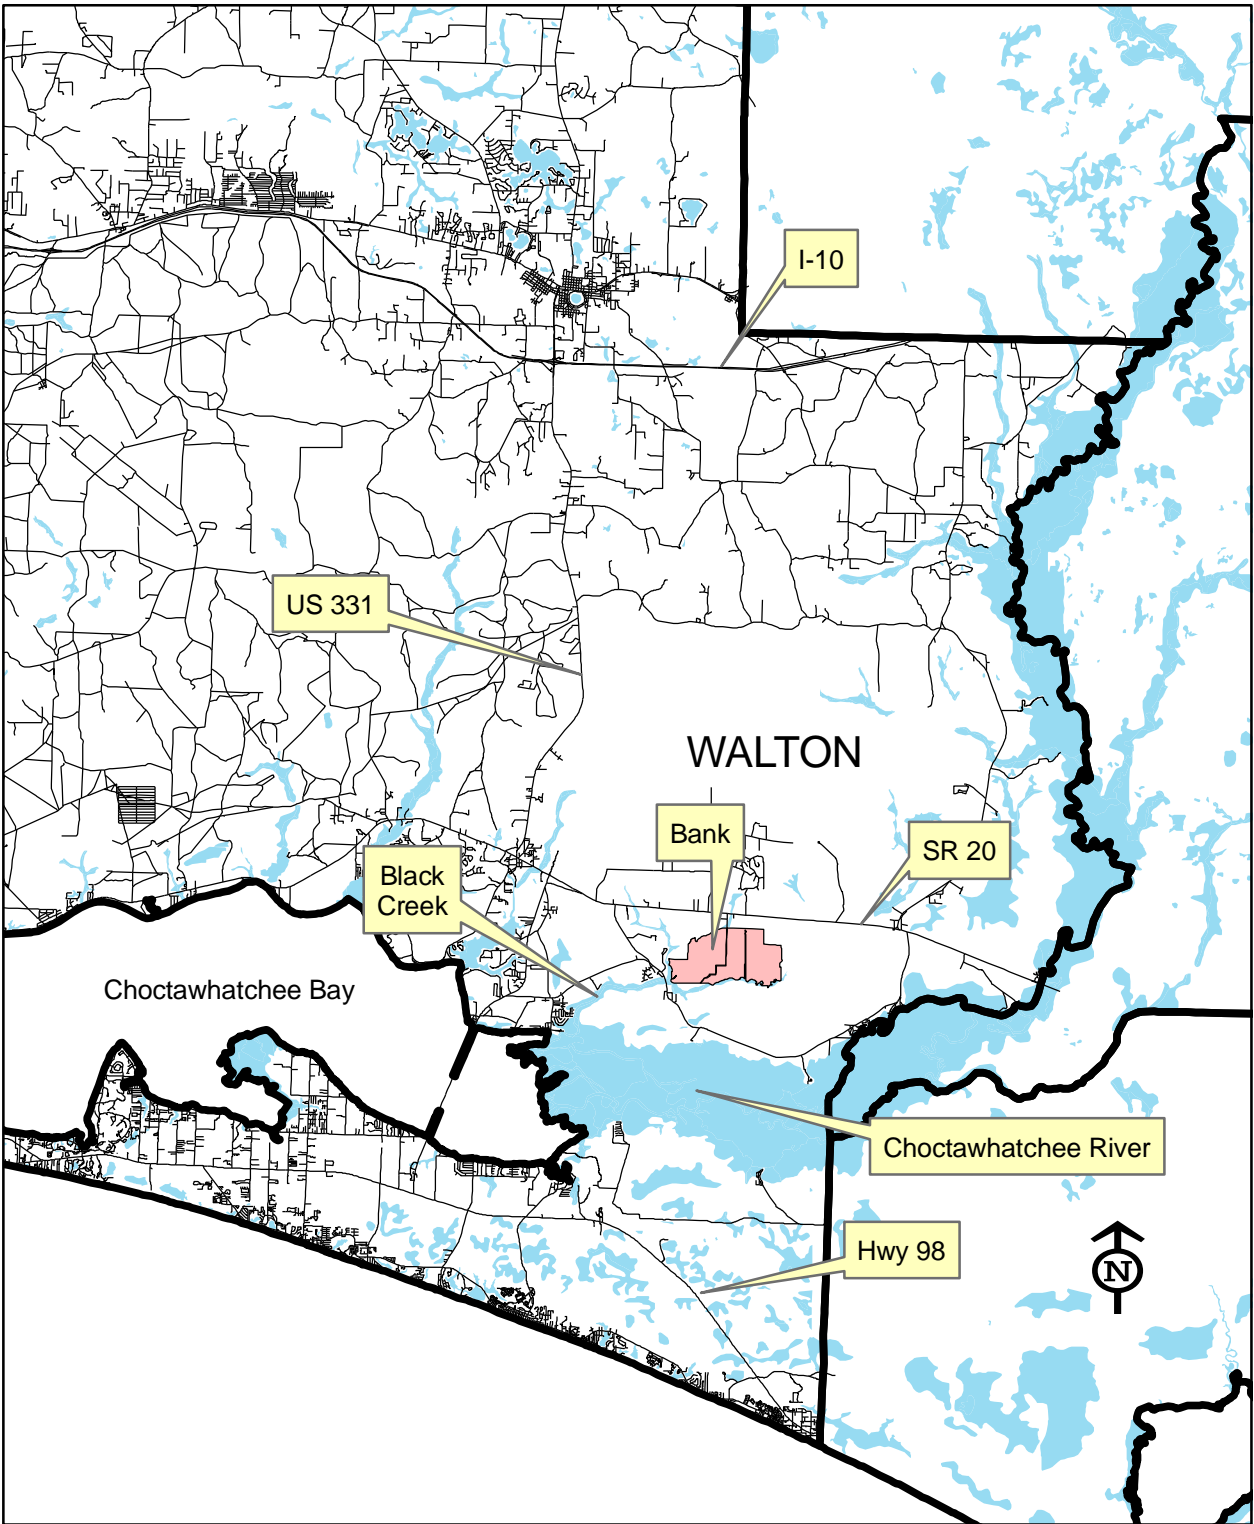 I-10
US 331
WALTON
Bank
SR 20
Black
Creek
Choctawhatchee Bay
Choctawhatchee River
Hwy 98
N